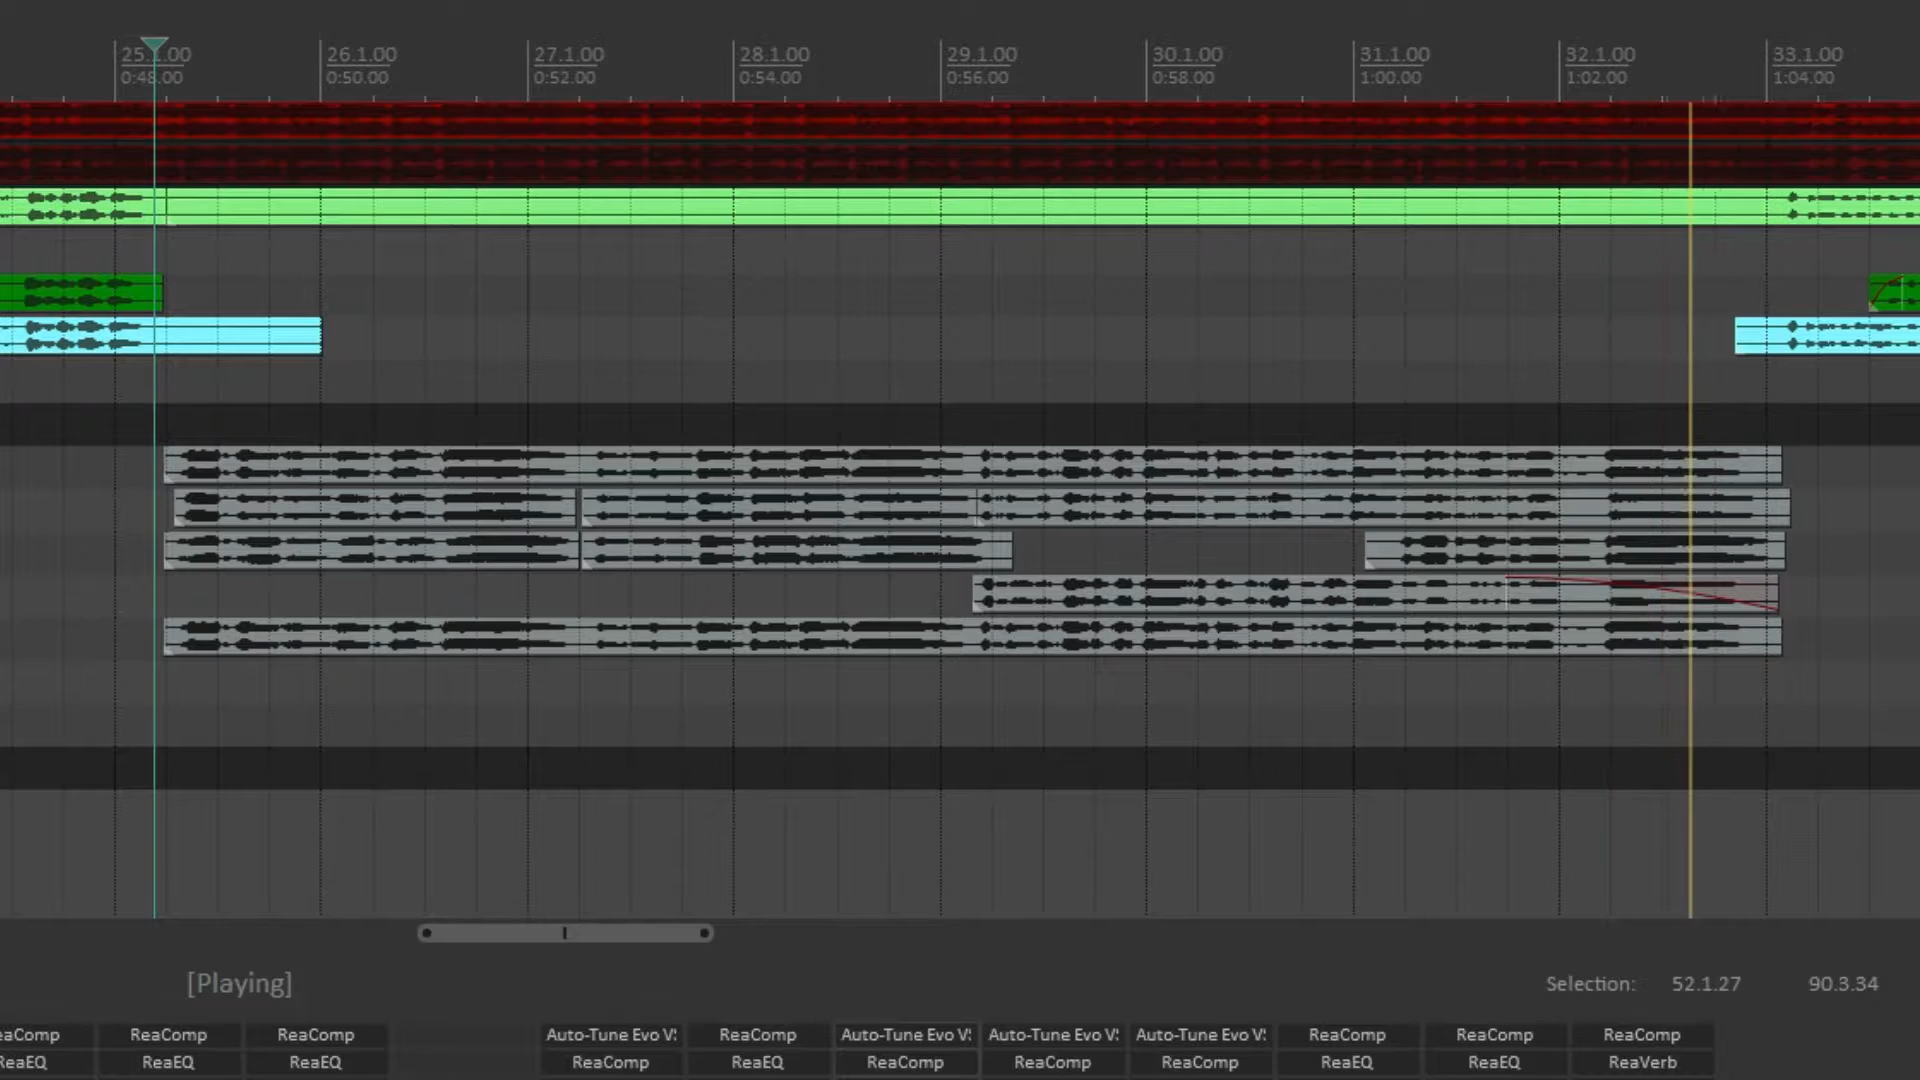 25.1.00 26.1.00 27.1.00 28.1.00 29.1.00 30.1.00 31.1.00 32.1.00 33.1.00
0:48.00 0:50.00 0:52.00 0:54.00 0:56.00 0:58.00 1:00.00 1:02.00 1:04.00
[Playing] Selection: 52.1.27 90.3.34
eaComp ReaComp ReaComp Auto-Tune Evo V ReaComp Auto-Tune Evo V Auto-Tune Evo V Auto-Tune Evo V ReaComp ReaComp ReaComp
ReaEQ ReaEQ ReaEQ ReaComp ReaEQ ReaComp ReaComp ReaComp ReaEQ ReaEQ ReaVerb